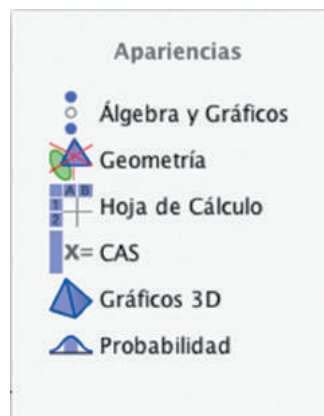 Apariencias
Álgebra y Gráficos
Geometría
A B
1
2
Hoja de Cálculo
X= CAS
Gráficos 3D
Probabilidad